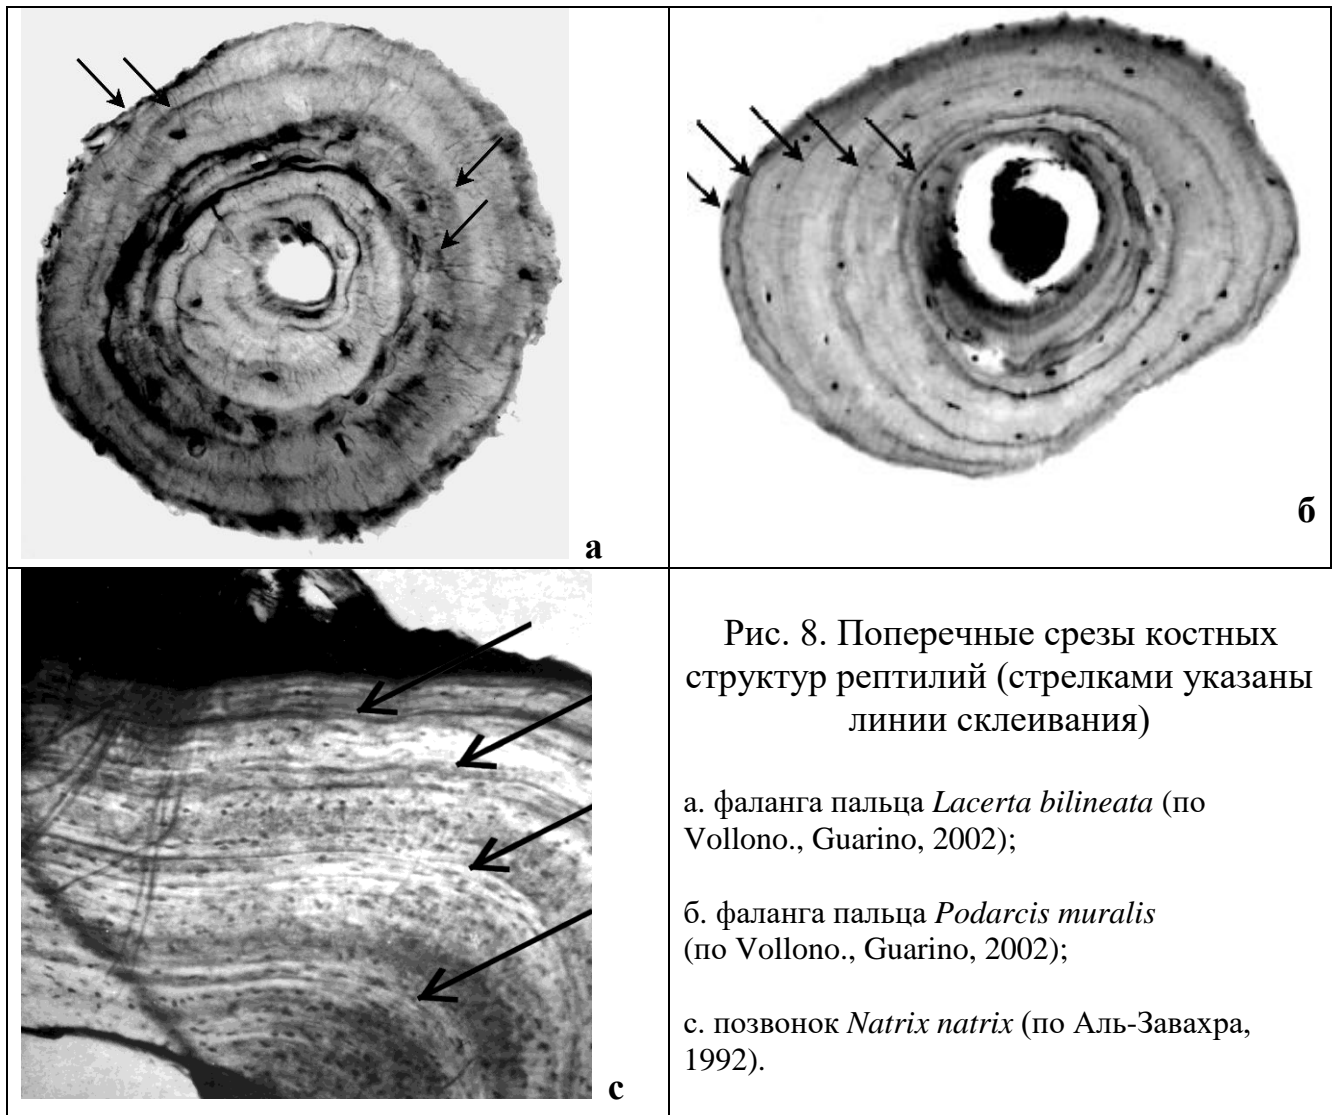 а
б
с
Рис. 8. Поперечные срезы костных
структур рептилий (стрелками указаны
линии склеивания)
а. фаланга пальца Lacerta bilineata (по
Vollono., Guarino, 2002);
б. фаланга пальца Podarcis muralis
(по Vollono., Guarino, 2002);
с. позвонок Natrix natrix (по Аль-Завахра,
1992).